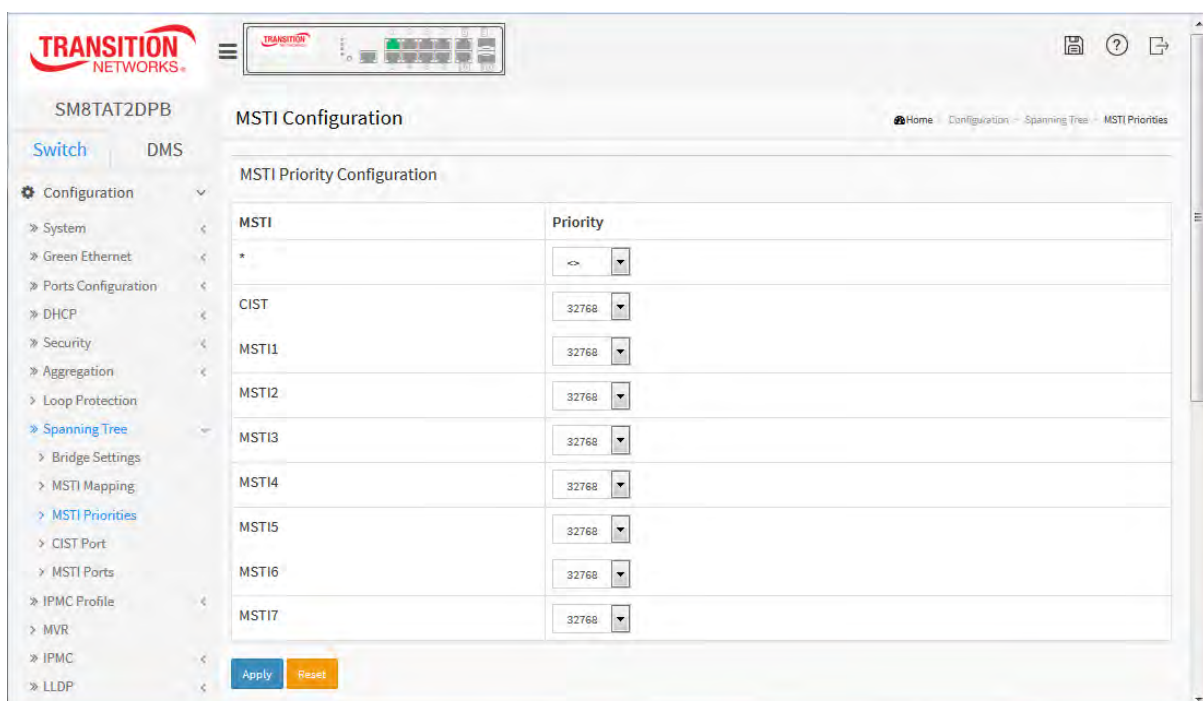 TRANSITION
NETWORKS®
TRANSITION
SM8TAT2DPB
Switch DMS
Configuration
System
Green Ethernet
Ports Configuration
DHCP
Security
Aggregation
Loop Protection
Spanning Tree
Bridge Settings
MSTI Mapping
MSTI Priorities
CIST Port
MSTI Ports
IPMC Profile
MVR
IPMC
LLDP
MSTI Configuration
Home Configuration - Spanning Tree - MSTI Priorities
MSTI Priority Configuration
MSTI Priority
* <>
CIST 32768
MSTI1 32768
MSTI2 32768
MSTI3 32768
MSTI4 32768
MSTI5 32768
MSTI6 32768
MSTI7 32768
Apply Reset